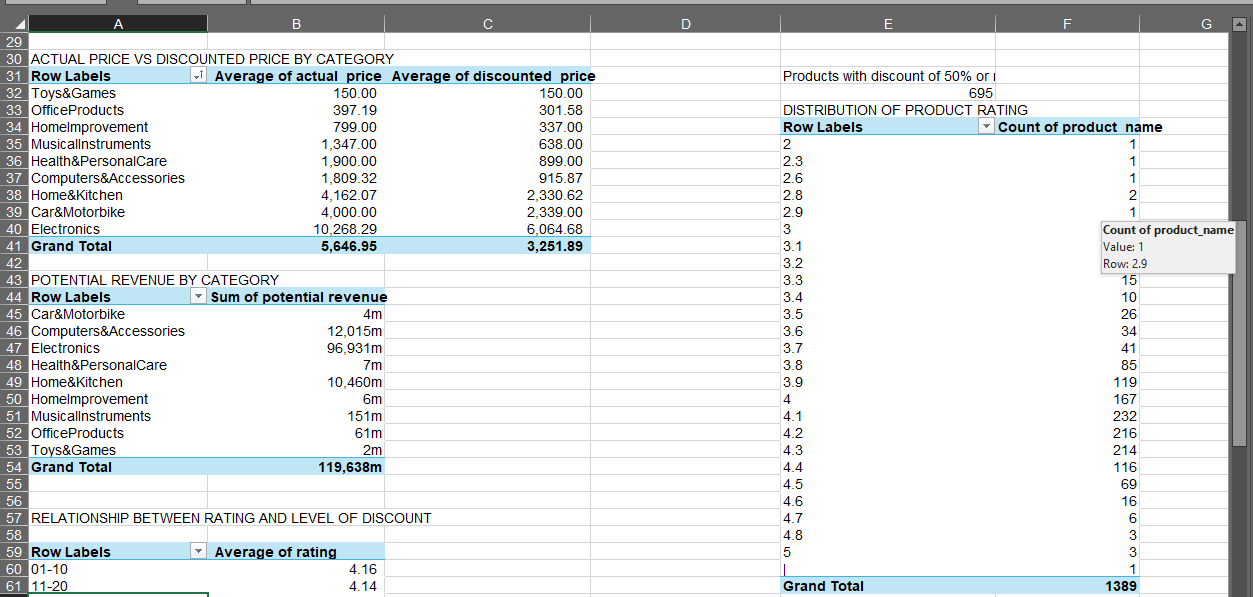 A B C D E F G
29
30 ACTUAL PRICE VS DISCOUNTED PRICE BY CATEGORY
31 Row Labels Average of actual_price Average of discounted_price Products with discount of 50% or
32 Toys&Games 150.00 150.00 695
33 OfficeProducts 397.19 301.58 DISTRIBUTION OF PRODUCT RATING
34 HomeImprovement 799.00 337.00 Row Labels Count of product_name
35 MusicalInstruments 1,347.00 638.00 2 1
36 Health&PersonalCare 1,900.00 899.00 2.3 1
37 Computers&Accessories 1,809.32 915.87 2.6 1
38 Home&Kitchen 4,162.07 2,330.62 2.8 2
39 Car&Motorbike 4,000.00 2,339.00 2.9 1
40 Electronics 10,268.29 6,064.68 3 Count of product_name
41 Grand Total 5,646.95 3,251.89 3.1 Value: 1
42 3.2 Row: 2.9
43 POTENTIAL REVENUE BY CATEGORY 3.3 15
44 Row Labels Sum of potential revenue 3.4 10
45 Car&Motorbike 4m 3.5 26
46 Computers&Accessories 12,015m 3.6 34
47 Electronics 96,931m 3.7 41
48 Health&PersonalCare 7m 3.8 85
49 Home&Kitchen 10,460m 3.9 119
50 HomeImprovement 6m 4 167
51 MusicalInstruments 151m 4.1 232
52 OfficeProducts 61m 4.2 216
53 Toys&Games 2m 4.3 214
54 Grand Total 119,638m 4.4 116
55 4.5 69
56 4.6 16
57 RELATIONSHIP BETWEEN RATING AND LEVEL OF DISCOUNT 4.7 6
58 4.8 3
59 Row Labels Average of rating 5 3
60 01-10 4.16 | 1
61 11-20 4.14 Grand Total 1389